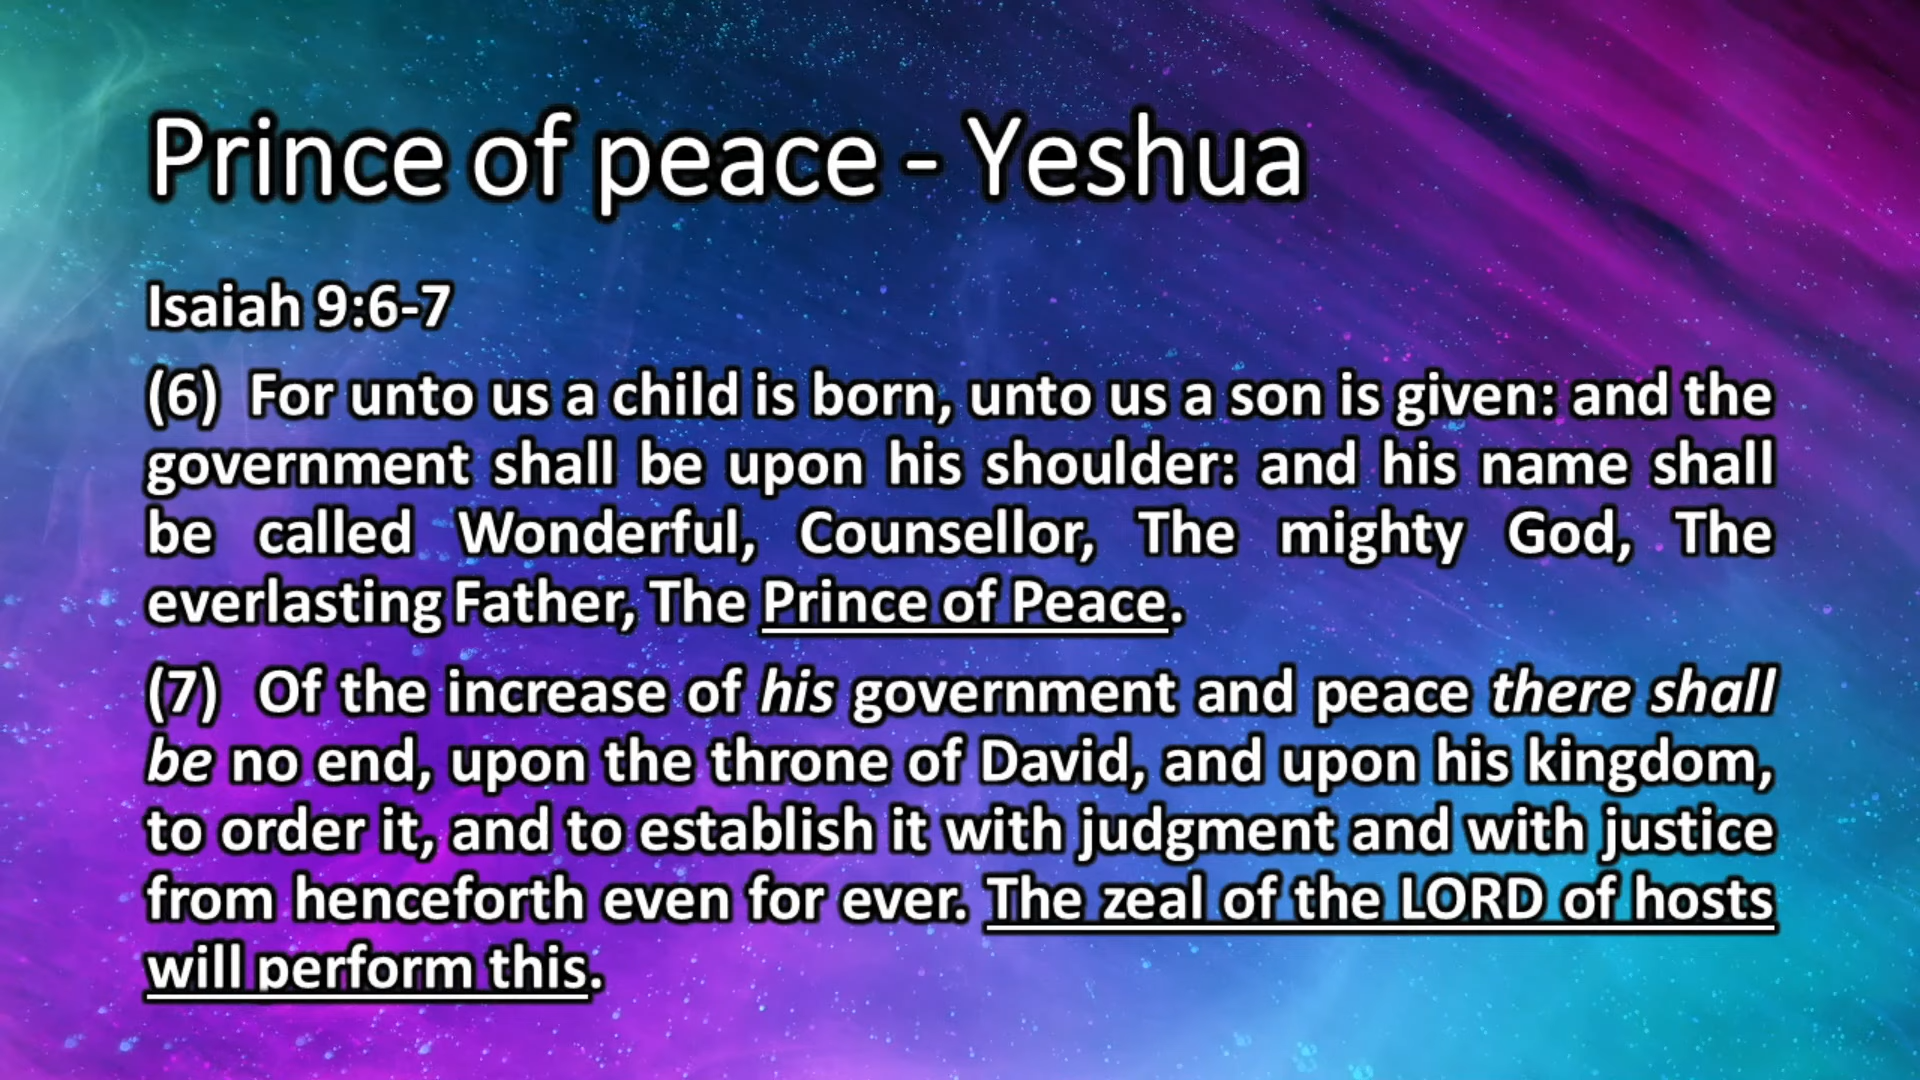 Prince of peace - Yeshua
Isaiah 9:6-7
(6) For unto us a child is born, unto us a son is given: and the
government shall be upon his shoulder: and his name shall
be called Wonderful, Counsellor, The mighty God, The
everlasting Father, The Prince of Peace.
(7) Of the increase of his government and peace there shall
be no end, upon the throne of David, and upon his kingdom,
to order it, and to establish it with judgment and with justice
from henceforth even for ever. The zeal of the LORD of hosts
will perform this.